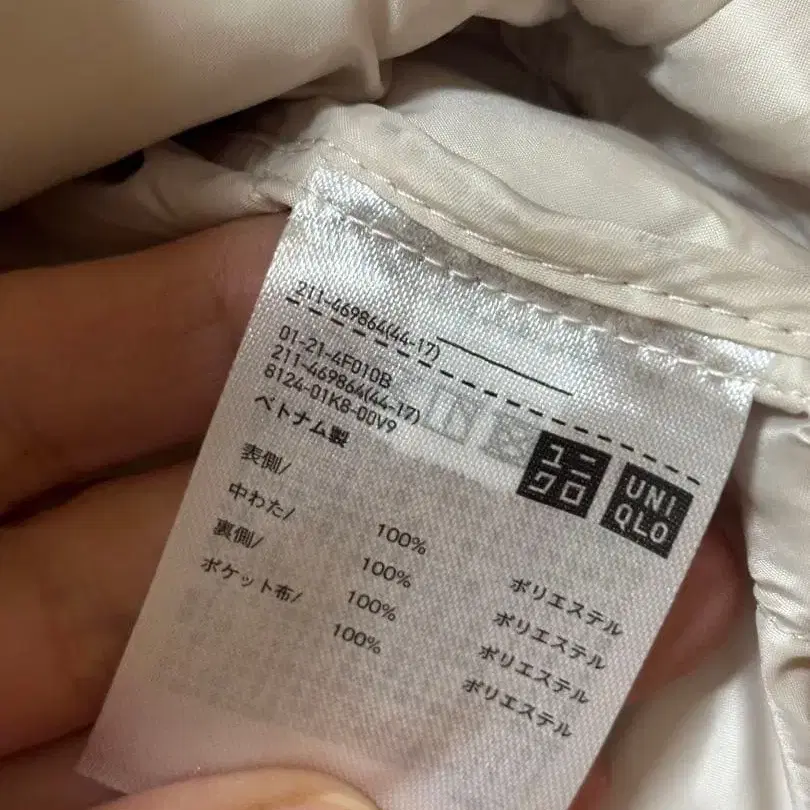 211-469864(44-17)
01-21-4F010B
211-469864(44-17)
8124-01K8-00V9
ベトナム製
ユニ
クロ
UNI
QLO
表側/ 100% ポリエステル
中わた/ 100% ポリエステル
裏側/ 100% ポリエステル
ポケット布/ 100% ポリエステル